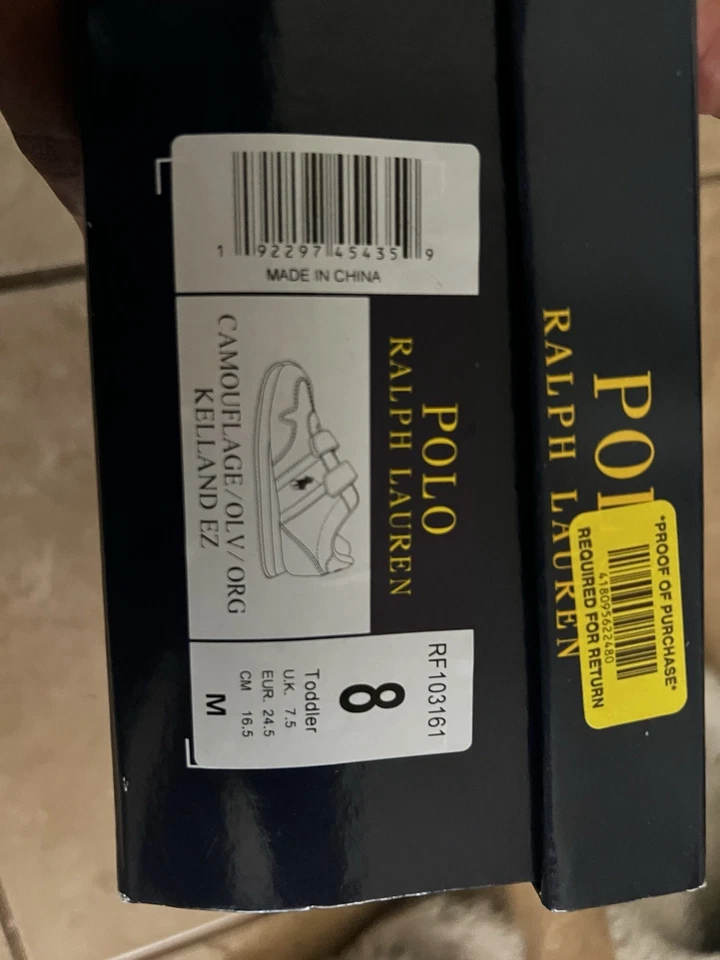 POLO
RALPH LAUREN
*PROOF OF PURCHASE*
418095622480
REQUIRED FOR RETURN
POLO
RALPH LAUREN
1 92297 45435 9
MADE IN CHINA
CAMOUFLAGE/OLV/ORG
KELLAND EZ
RF103161
8
Toddler
U.K. 7.5
EUR. 24.5
CM 16.5
M